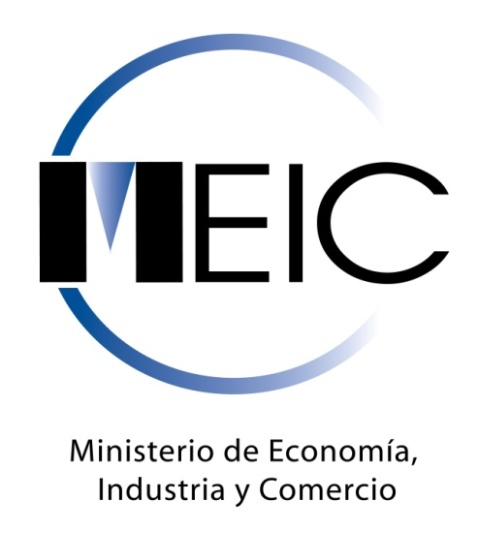 MEIC
Ministerio de Economía,
Industria y Comercio